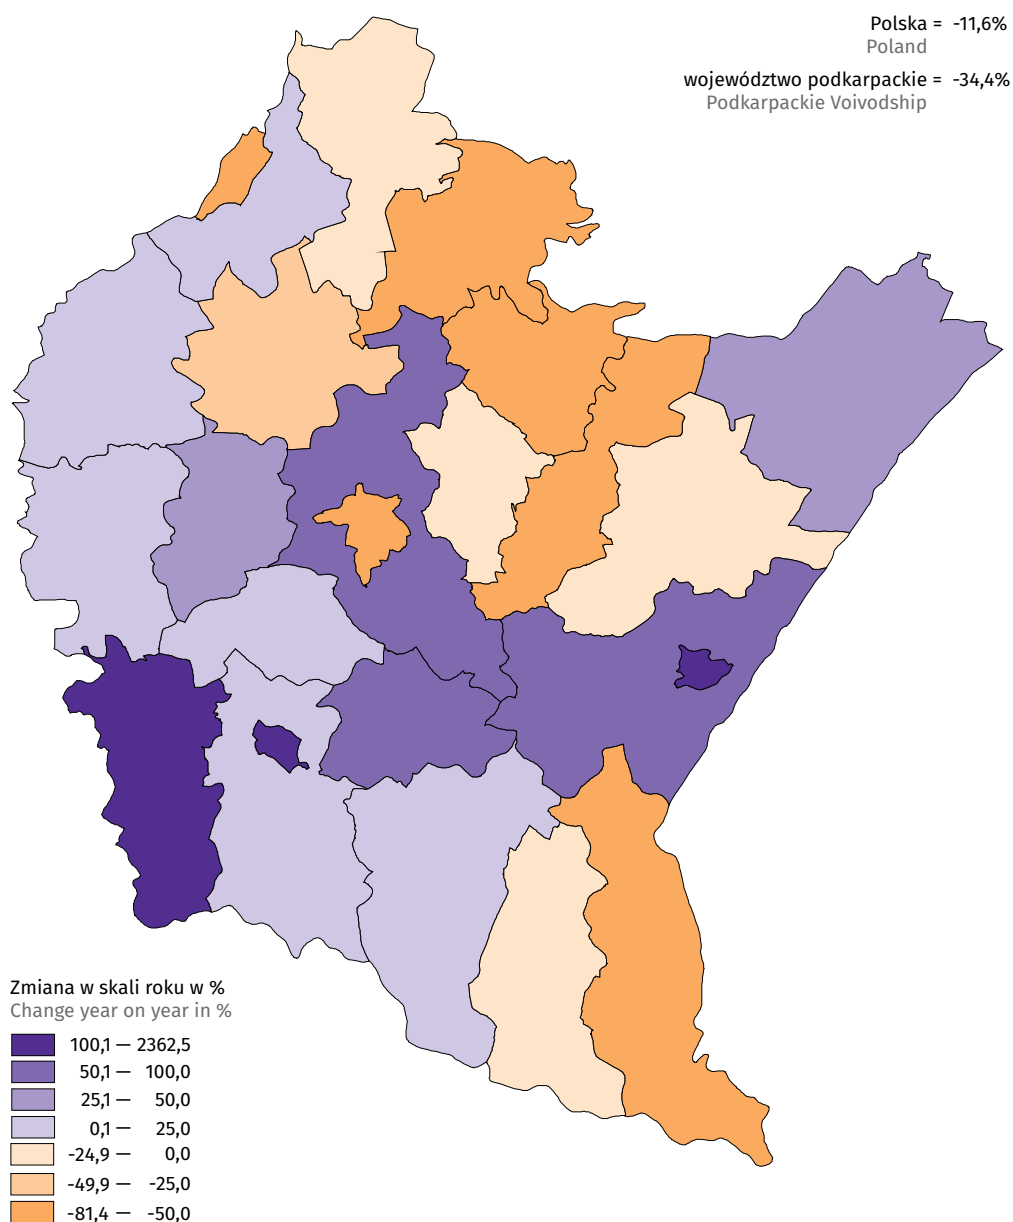 Polska = -11,6%
Poland
województwo podkarpackie = -34,4%
Podkarpackie Voivodship
Zmiana w skali roku w %
Change year on year in %
100,1 — 2362,5
50,1 — 100,0
25,1 — 50,0
0,1 — 25,0
-24,9 — 0,0
-49,9 — -25,0
-81,4 — -50,0